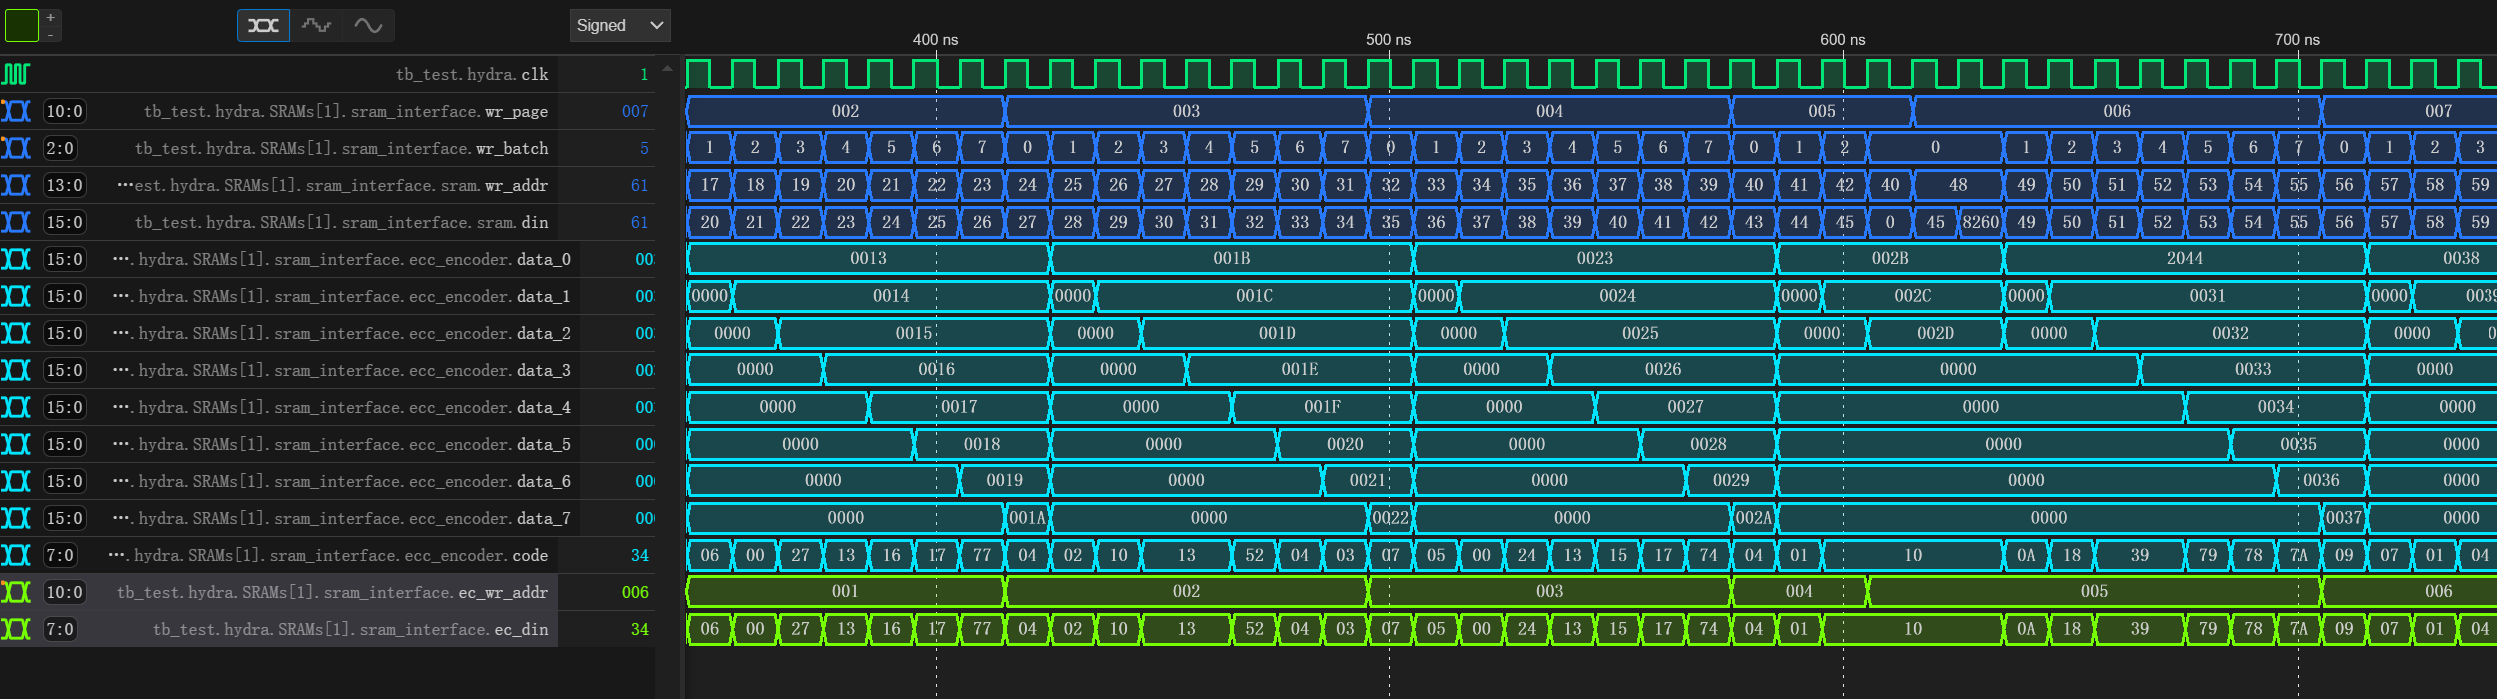 +
-
Signed
400 ns 500 ns 600 ns 700 ns
tb_test.hydra.clk 1
10:0 tb_test.hydra.SRAMs[1].sram_interface.wr_page 007 002 003 004 005 006 007
2:0 tb_test.hydra.SRAMs[1].sram_interface.wr_batch 5 1 2 3 4 5 6 7 0 1 2 3 4 5 6 7 0 1 2 3 4 5 6 7 0 1 2 0 1 2 3 4 5 6 7 0 1 2 3
13:0 ···est.hydra.SRAMs[1].sram_interface.sram.wr_addr 61 17 18 19 20 21 22 23 24 25 26 27 28 29 30 31 32 33 34 35 36 37 38 39 40 41 42 40 48 49 50 51 52 53 54 55 56 57 58 59
15:0 tb_test.hydra.SRAMs[1].sram_interface.sram.din 61 20 21 22 23 24 25 26 27 28 29 30 31 32 33 34 35 36 37 38 39 40 41 42 43 44 45 0 45 8260 49 50 51 52 53 54 55 56 57 58 59
15:0 ···.hydra.SRAMs[1].sram_interface.ecc_encoder.data_0 00 0013 001B 0023 002B 2044 0038
15:0 ···.hydra.SRAMs[1].sram_interface.ecc_encoder.data_1 00 0000 0014 0000 001C 0000 0024 0000 002C 0000 0031 0000 0039
15:0 ···.hydra.SRAMs[1].sram_interface.ecc_encoder.data_2 00 0000 0015 0000 001D 0000 0025 0000 002D 0000 0032 0000 0
15:0 ···.hydra.SRAMs[1].sram_interface.ecc_encoder.data_3 00 0000 0016 0000 001E 0000 0026 0000 0033 0000
15:0 ···.hydra.SRAMs[1].sram_interface.ecc_encoder.data_4 00 0000 0017 0000 001F 0000 0027 0000 0034 0000
15:0 ···.hydra.SRAMs[1].sram_interface.ecc_encoder.data_5 00 0000 0018 0000 0020 0000 0028 0000 0035 0000
15:0 ···.hydra.SRAMs[1].sram_interface.ecc_encoder.data_6 00 0000 0019 0000 0021 0000 0029 0000 0036 0000
15:0 ···.hydra.SRAMs[1].sram_interface.ecc_encoder.data_7 00 0000 001A 0000 0022 0000 002A 0000 0037 0000
7:0 ···.hydra.SRAMs[1].sram_interface.ecc_encoder.code 34 06 00 27 13 16 17 77 04 02 10 13 52 04 03 07 05 00 24 13 15 17 74 04 01 10 0A 18 39 79 78 7A 09 07 01 04
10:0 tb_test.hydra.SRAMs[1].sram_interface.ec_wr_addr 006 001 002 003 004 005 006
7:0 tb_test.hydra.SRAMs[1].sram_interface.ec_din 34 06 00 27 13 16 17 77 04 02 10 13 52 04 03 07 05 00 24 13 15 17 74 04 01 10 0A 18 39 79 78 7A 09 07 01 04